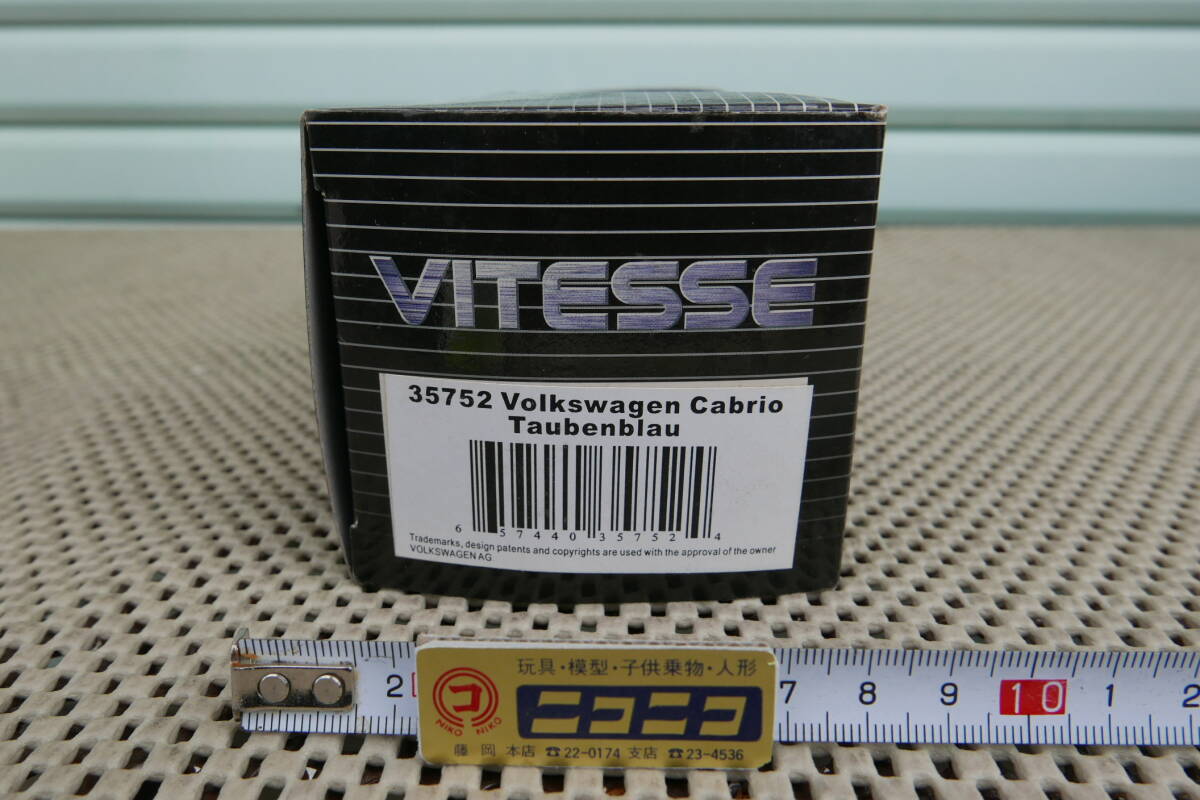 VITESSE
35752 Volkswagen Cabrio
Taubenblau
6 57440 35752 4
Trademarks, design patents and copyrights are used with the approval of the owner
VOLKSWAGEN AG
2 7 8 9 10 1 2
玩具・模型・子供乗物・人形
コ ニコニコ
NIKO NIKO
藤岡 本店 ☎22-0174 支店 ☎23-4536